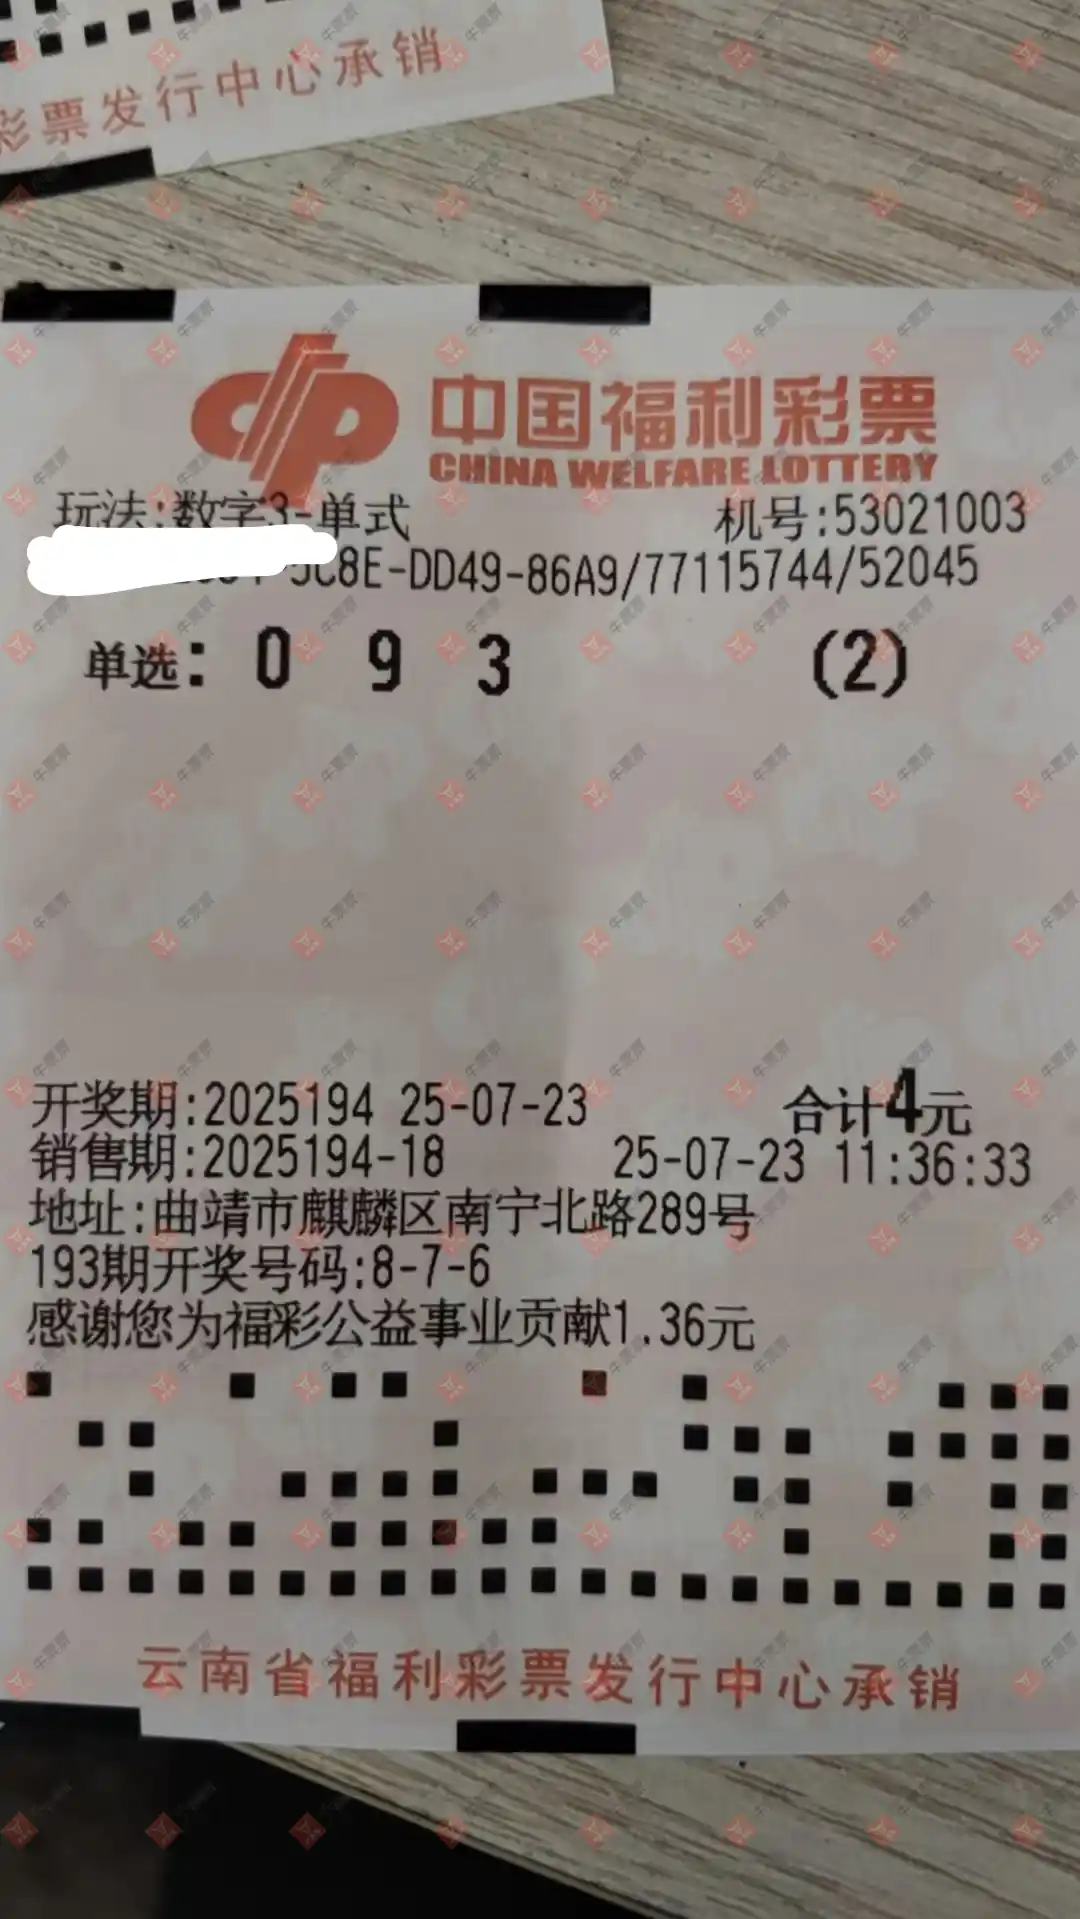 彩票发行中心承销
中国福利彩票
CHINA WELFARE LOTTERY
玩法:数字3-单式 机号:53021003
5C8E-DD49-86A9/77115744/52045
单选: 0 9 3 (2)
开奖期:2025194 25-07-23 合计4元
销售期:2025194-18 25-07-23 11:36:33
地址:曲靖市麒麟区南宁北路289号
193期开奖号码:8-7-6
感谢您为福彩公益事业贡献1.36元
云南省福利彩票发行中心承销
牛票票